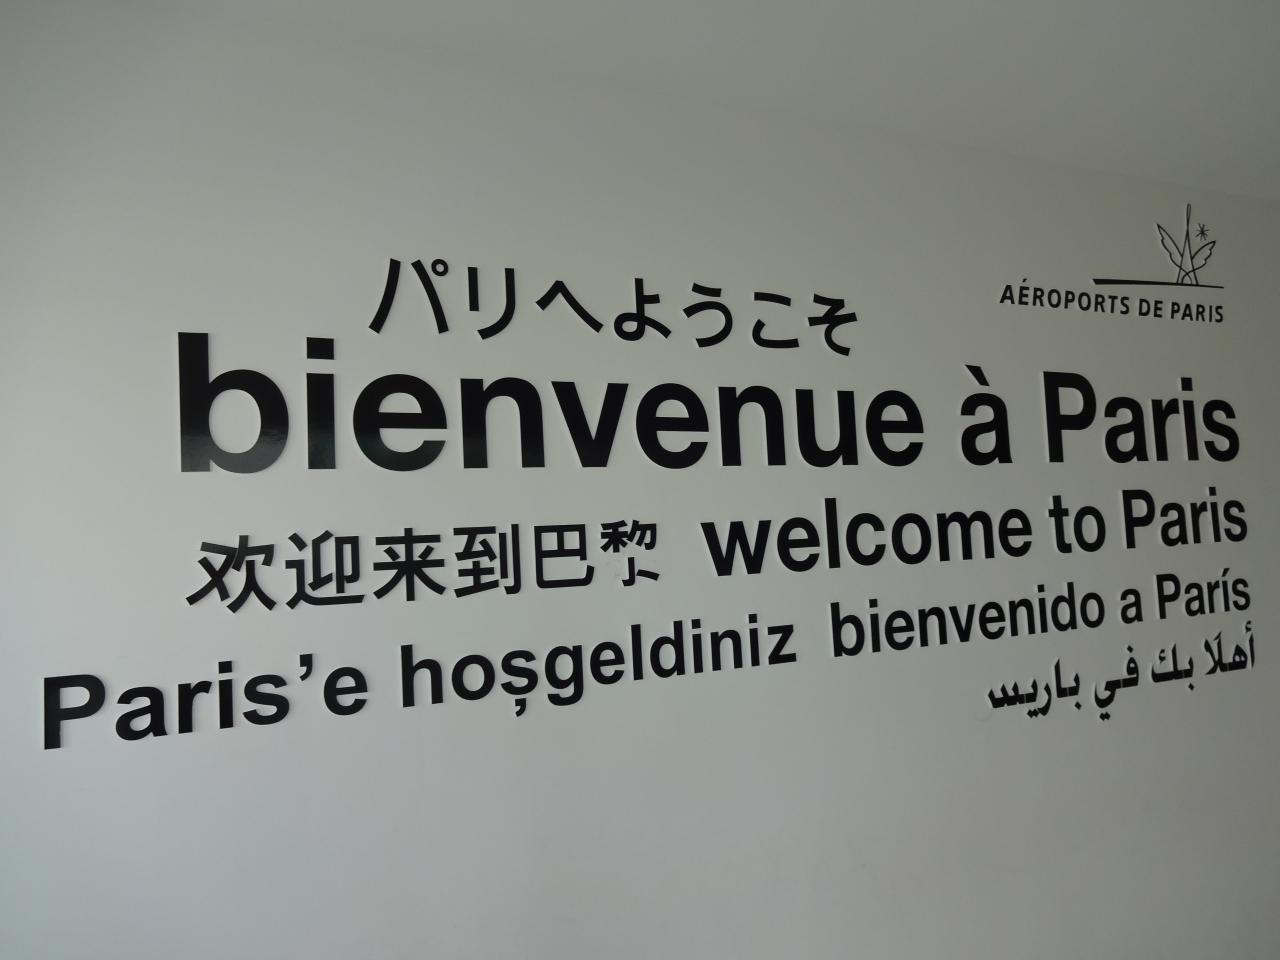 パリへようこそ
AÉROPORTS DE PARIS
bienvenue à Paris
欢迎来到巴黎 welcome to Paris
Paris’e hoşgeldiniz bienvenido a París
أهلًا بك في باريس